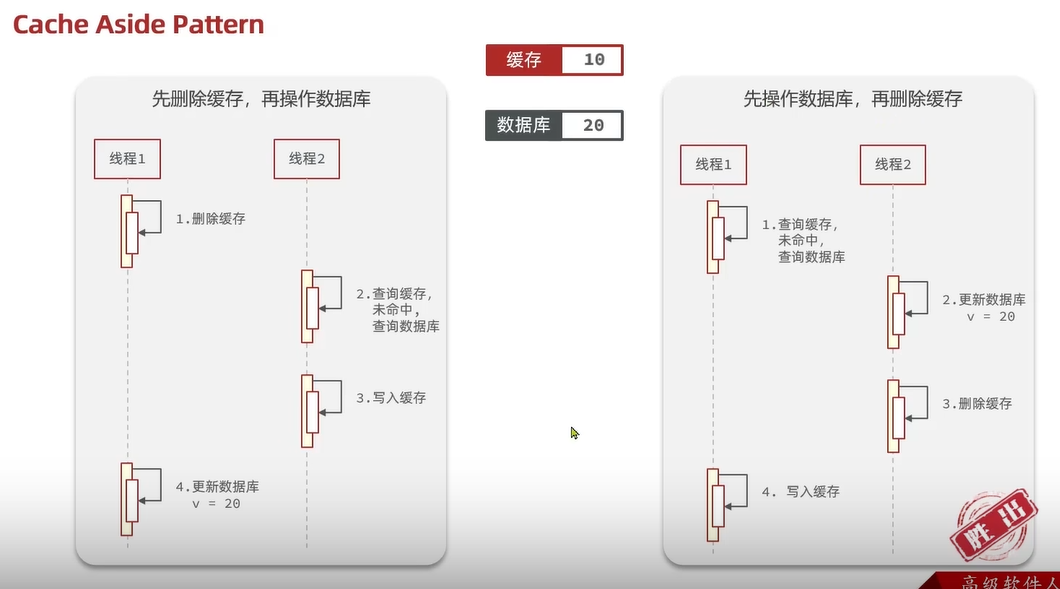 Cache Aside Pattern
缓存 10
数据库 20
先删除缓存，再操作数据库
线程1
线程2
1.删除缓存
2.查询缓存，
未命中，
查询数据库
3.写入缓存
4.更新数据库
v = 20
先操作数据库，再删除缓存
线程1
线程2
1.查询缓存，
未命中，
查询数据库
2.更新数据库
v = 20
3.删除缓存
4. 写入缓存
胜出
高级软件人